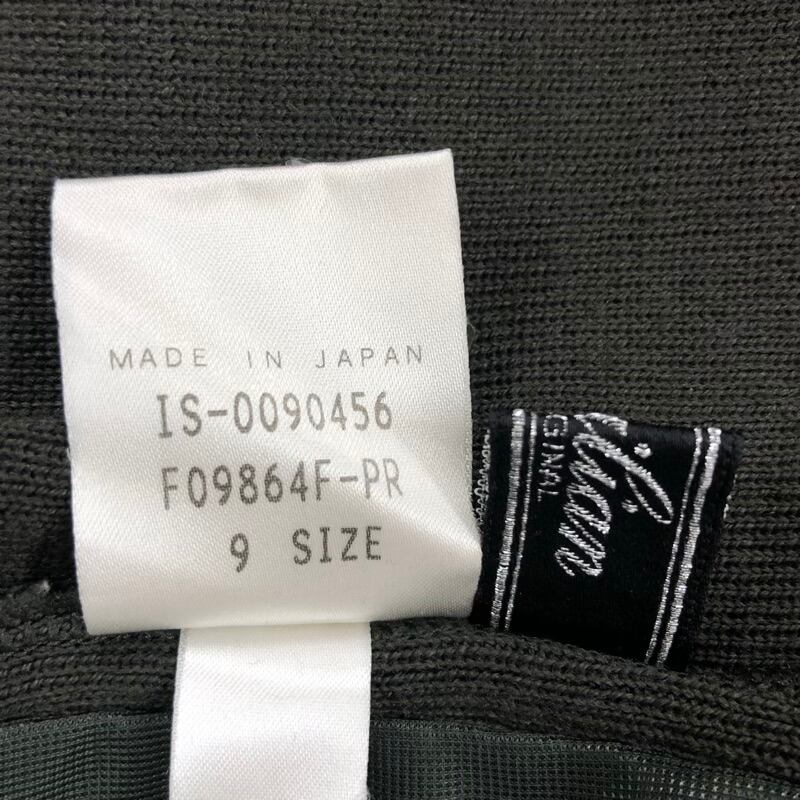 MADE IN JAPAN
IS-0090456
F09864F-PR
9 SIZE